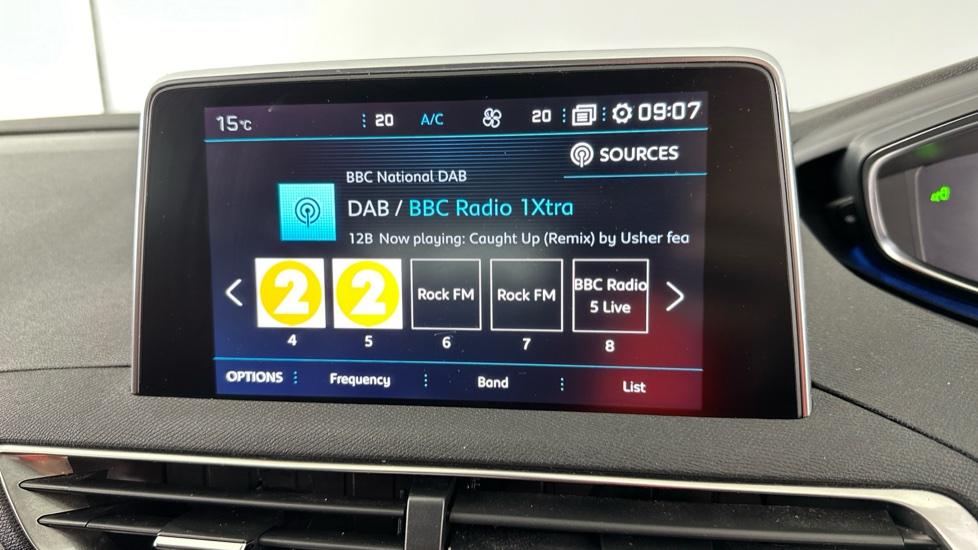 15°C 20 A/C 20 09:07
SOURCES
BBC National DAB
DAB / BBC Radio 1Xtra
12B Now playing: Caught Up (Remix) by Usher fea
2 2 Rock FM Rock FM BBC Radio 5 Live
4 5 6 7 8
OPTIONS Frequency Band List